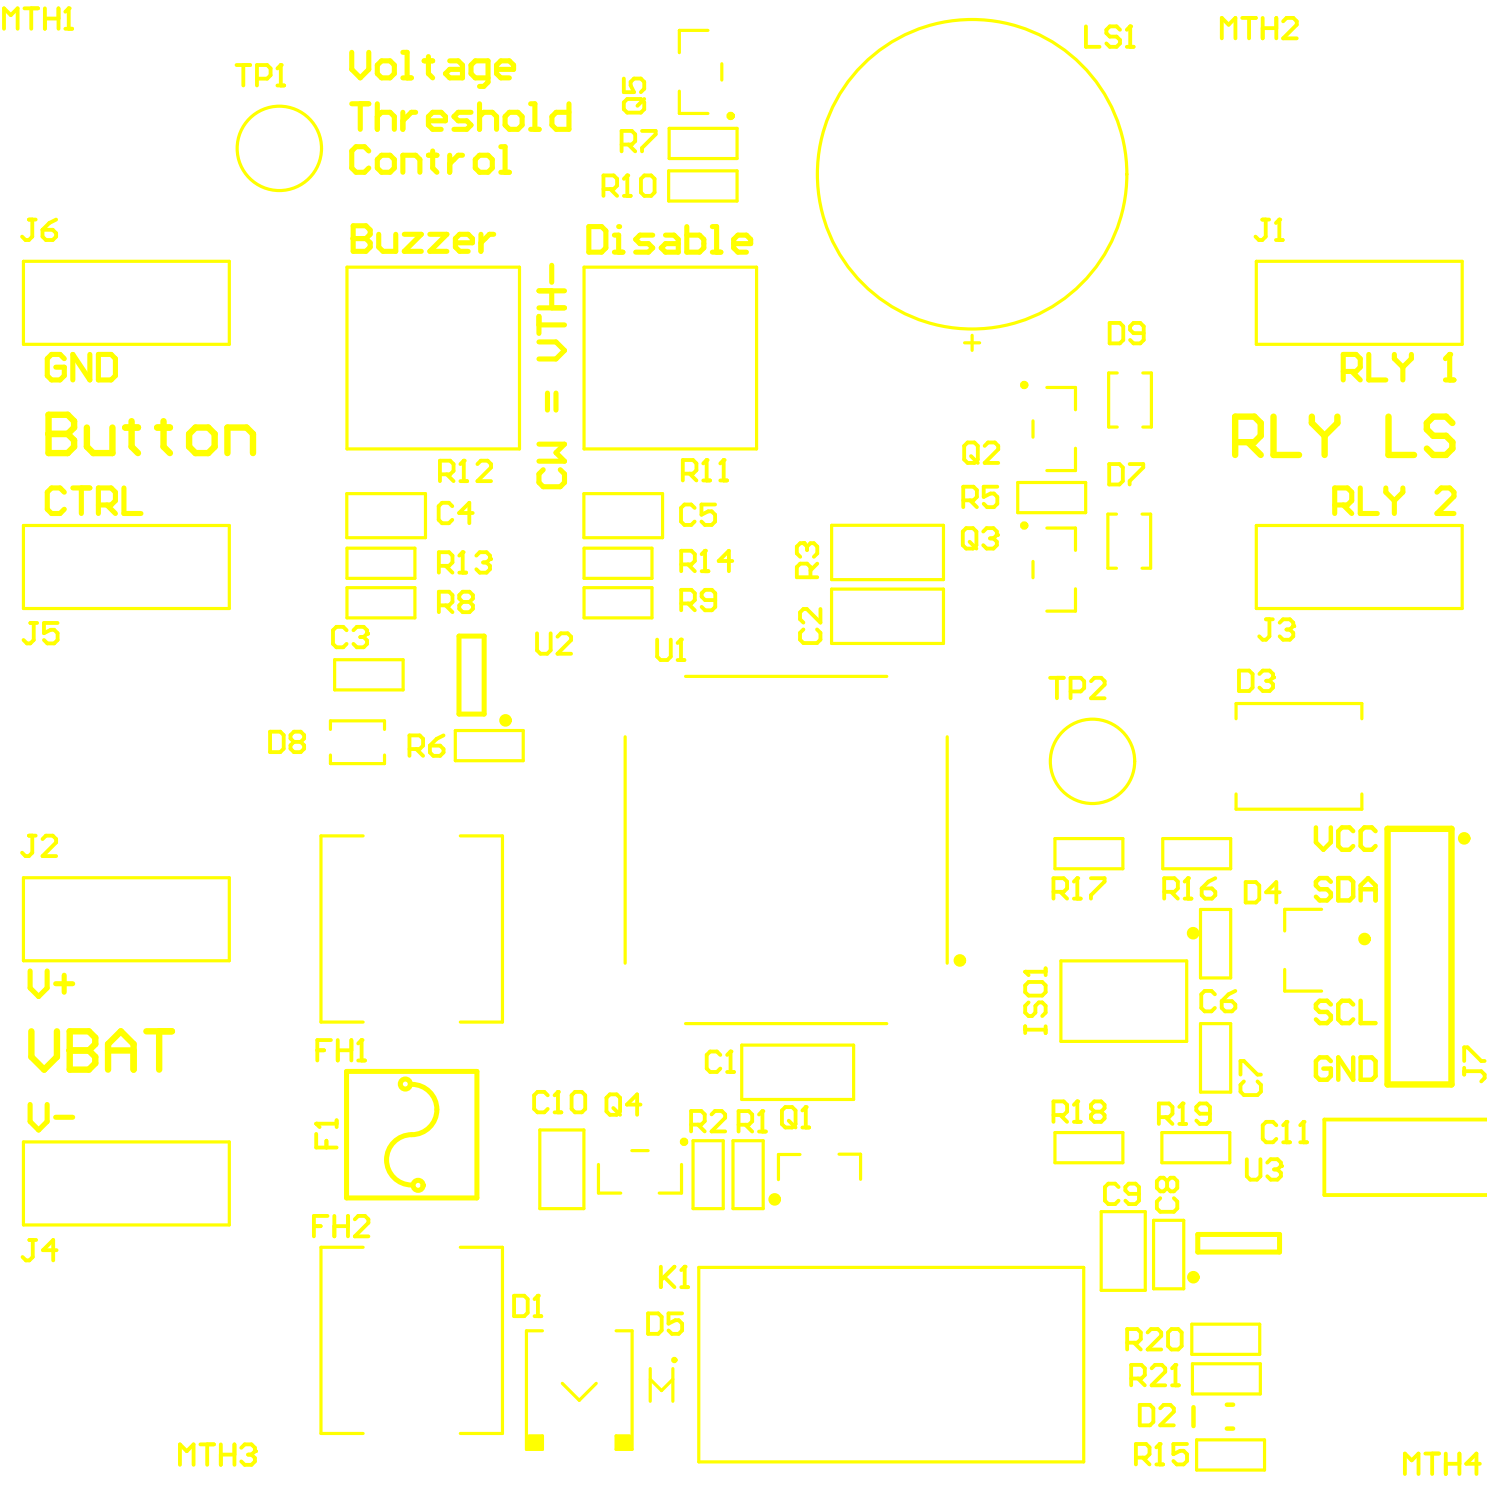 MTH1
MTH2
LS1
TP1
Voltage
Threshold
Control
Q5
R7
R10
J6
J1
Buzzer
Disable
CW = VTH-
GND
Button
CTRL
J5
D9
RLY 1
RLY LS
RLY 2
J3
Q2
D7
R5
Q3
R12
R11
C4
C5
R13
R14
R8
R9
R3
C2
C3
U2
U1
D8
R6
TP2
D3
J2
V+
VBAT
V-
J4
VCC
SDA
SCL
GND
J7
R17
R16
D4
ISO1
C6
C7
FH1
F1
FH2
C1
C10
Q4
R2
R1
Q1
R18
R19
C11
U3
C9
C8
K1
D1
D5
R20
R21
D2
R15
MTH3
MTH4